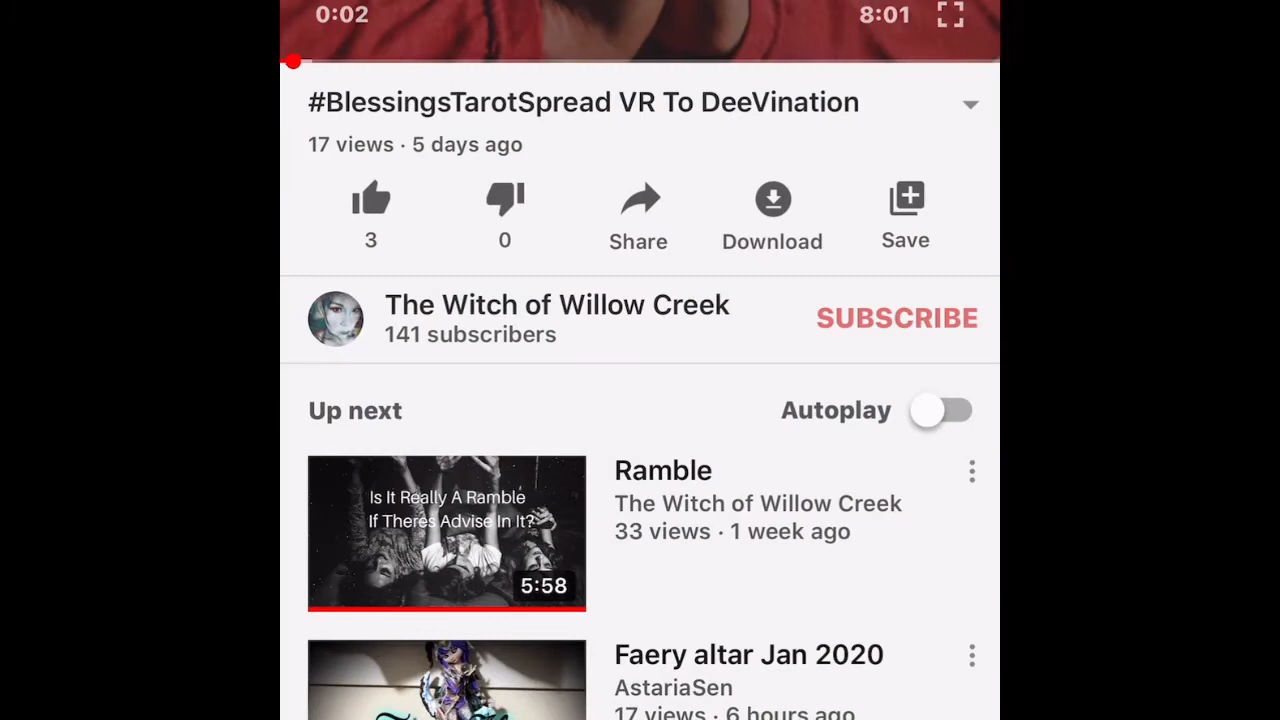 0:02 8:01
#BlessingsTarotSpread VR To DeeVination
17 views · 5 days ago
3 0 Share Download Save
The Witch of Willow Creek
141 subscribers
SUBSCRIBE
Up next Autoplay
Is It Really A Ramble
If Theres Advise In It?
5:58
Ramble
The Witch of Willow Creek
33 views · 1 week ago
Faery altar Jan 2020
AstariaSen
17 views · 6 hours ago